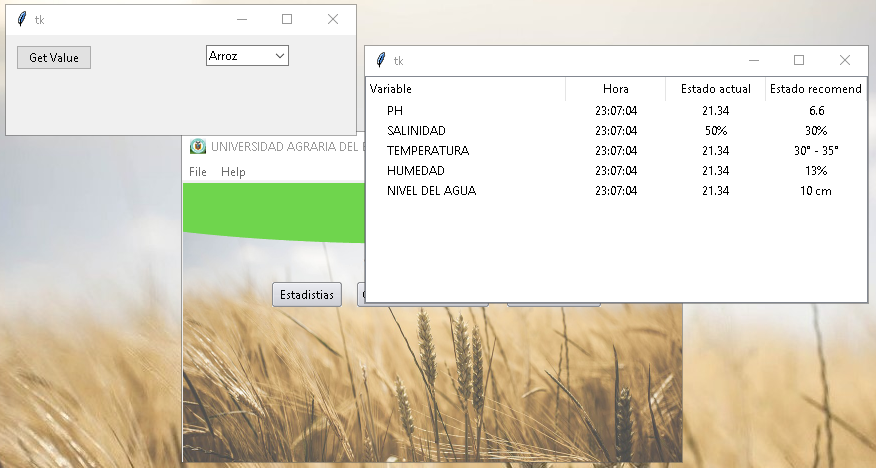 tk
Get Value
Arroz
tk
Variable Hora Estado actual Estado recomend
PH 23:07:04 21.34 6.6
SALINIDAD 23:07:04 50% 30%
TEMPERATURA 23:07:04 21.34 30° - 35°
HUMEDAD 23:07:04 21.34 13%
NIVEL DEL AGUA 23:07:04 21.34 10 cm
UNIVERSIDAD AGRARIA DEL
File Help
Estadistias